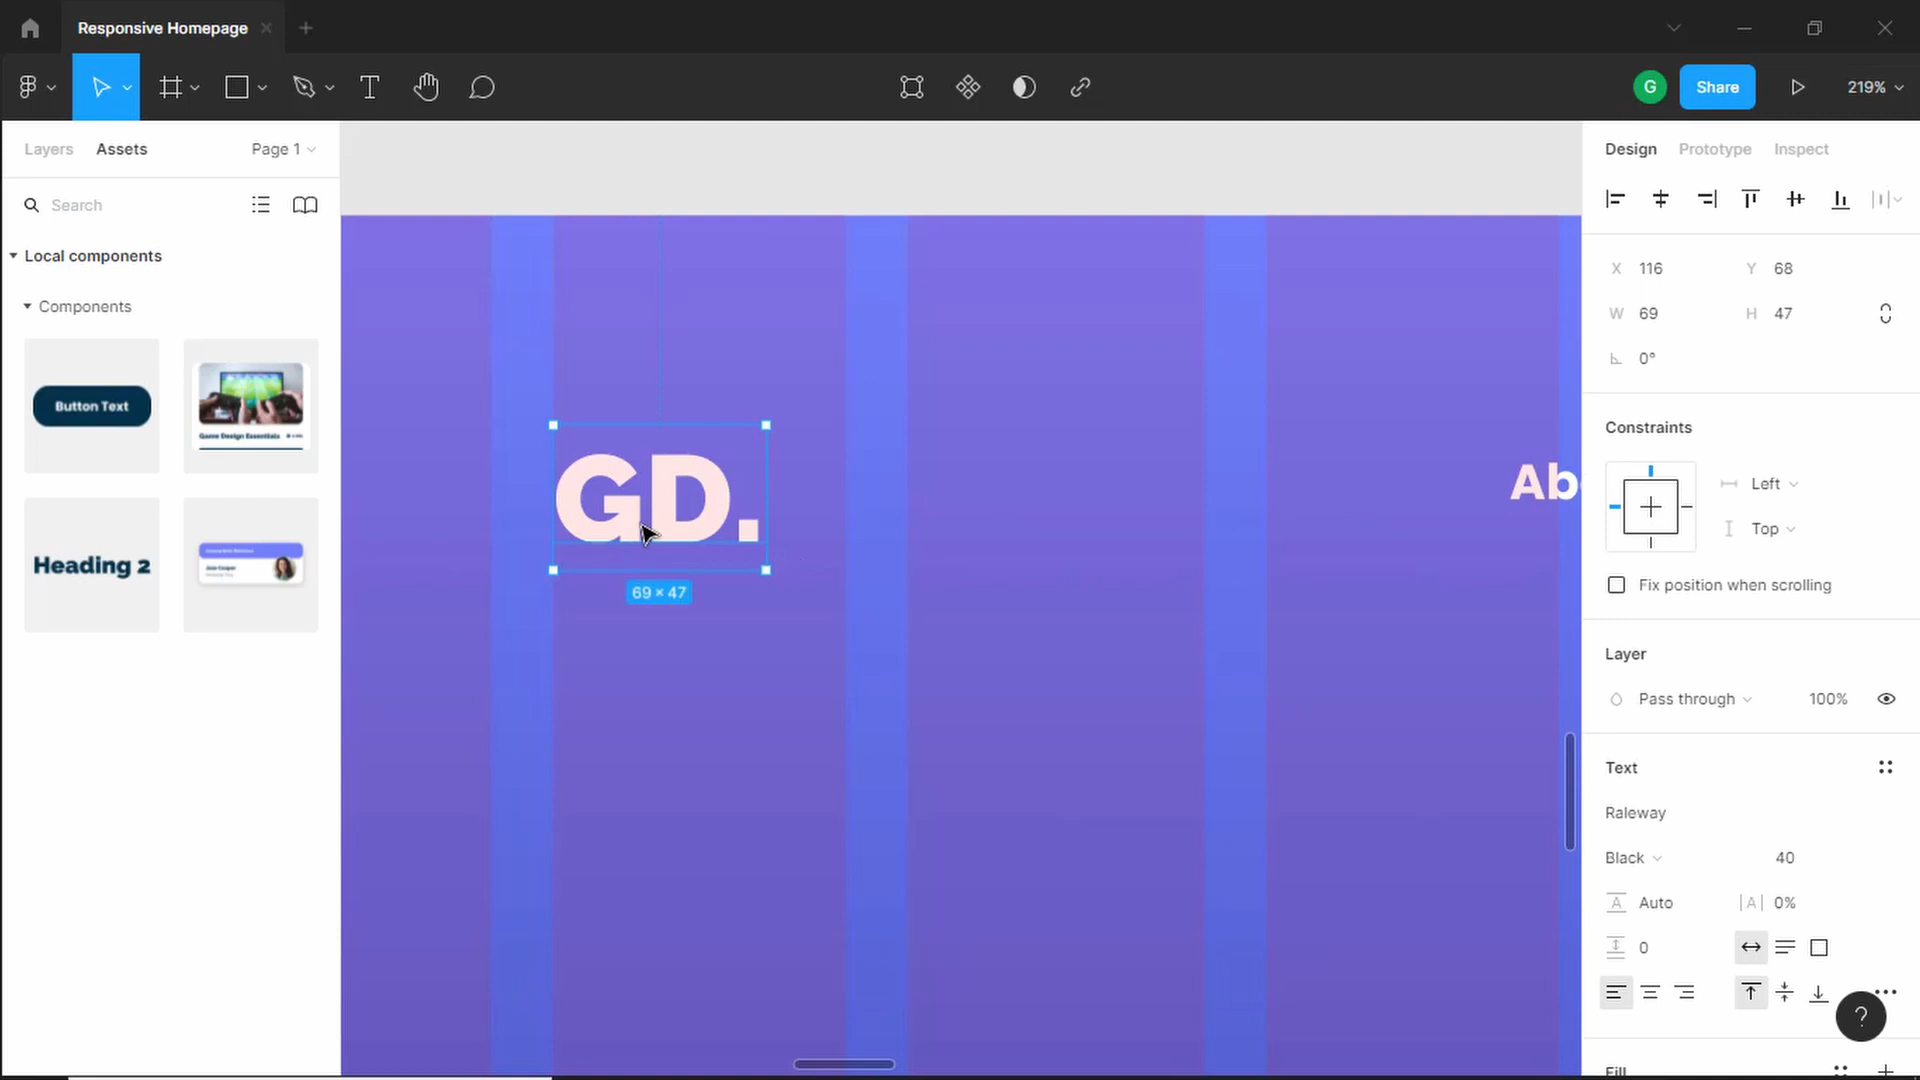 Responsive Homepage
G
Share
219%
Layers
Assets
Page 1
Search
Local components
Components
Button Text
Game Design Essentials
Heading 2
Jane Cooper
GD.
69 × 47
Abo
Design
Prototype
Inspect
X 116
Y 68
W 69
H 47
0°
Constraints
Left
Top
Fix position when scrolling
Layer
Pass through
100%
Text
Raleway
Black
40
A Auto
|A| 0%
0
?
Fill